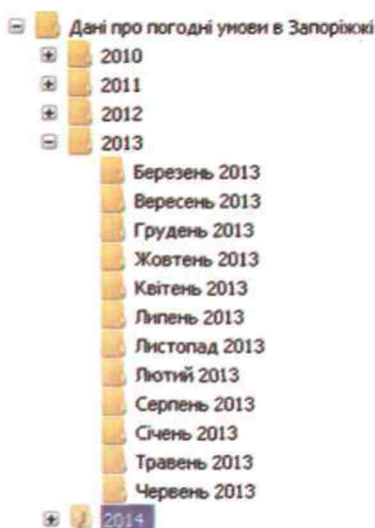 Дані про погодні умови в Запоріжжі
2010
2011
2012
2013
Березень 2013
Вересень 2013
Грудень 2013
Жовтень 2013
Квітень 2013
Липень 2013
Листопад 2013
Лютий 2013
Серпень 2013
Січень 2013
Травень 2013
Червень 2013
2014